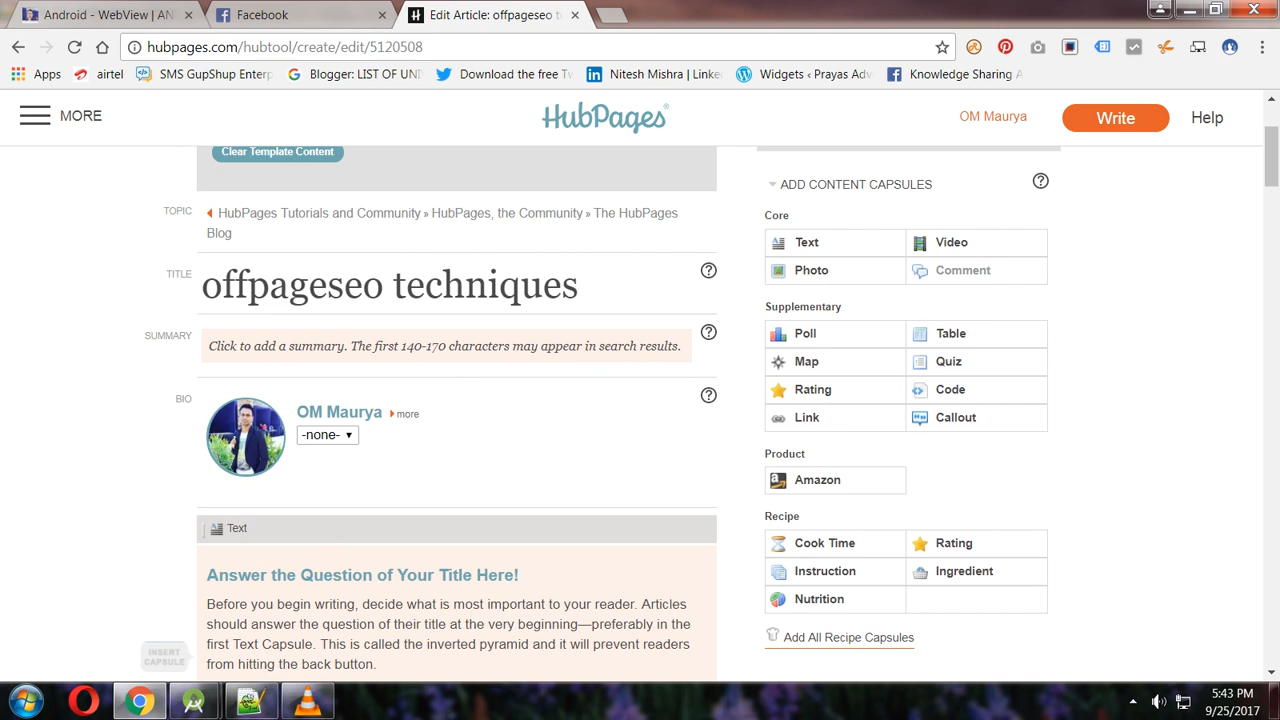 Android - WebView | AN
Facebook
Edit Article: offpageseo t
hubpages.com/hubtool/create/edit/5120508
Apps
airtel
SMS GupShup Enterp
Blogger: LIST OF UNI
Download the free T
Nitesh Mishra | Link
Widgets ‹ Prayas Adv
Knowledge Sharing A
MORE
HubPages
OM Maurya
Write
Help
Clear Template Content
TOPIC
HubPages Tutorials and Community » HubPages, the Community » The HubPages
Blog
TITLE
offpageseo techniques
SUMMARY
Click to add a summary. The first 140-170 characters may appear in search results.
BIO
OM Maurya
more
-none-
Text
Answer the Question of Your Title Here!
Before you begin writing, decide what is most important to your reader. Articles
should answer the question of their title at the very beginning—preferably in the
first Text Capsule. This is called the inverted pyramid and it will prevent readers
from hitting the back button.
INSERT
CAPSULE
ADD CONTENT CAPSULES
Core
Text
Video
Photo
Comment
Supplementary
Poll
Table
Map
Quiz
Rating
Code
Link
Callout
Product
Amazon
Recipe
Cook Time
Rating
Instruction
Ingredient
Nutrition
Add All Recipe Capsules
5:43 PM
9/25/2017